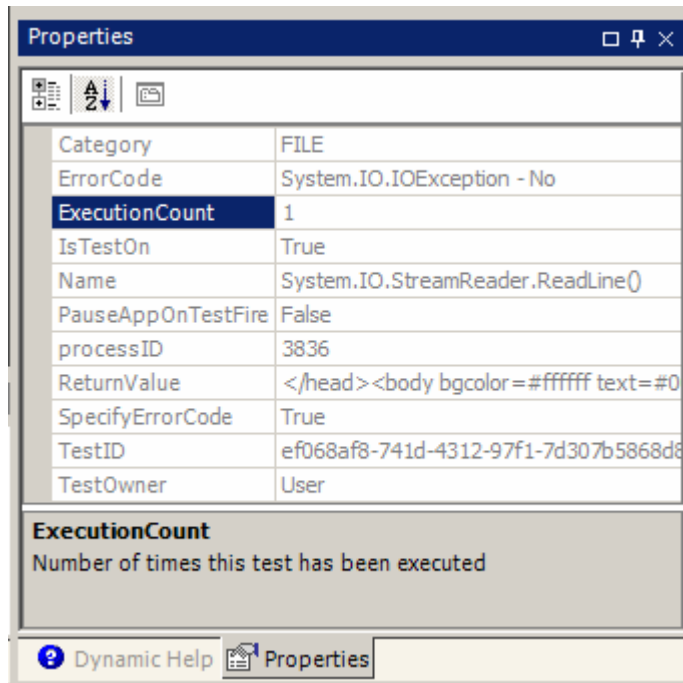 Properties
Category FILE
ErrorCode System.IO.IOException - No
ExecutionCount 1
IsTestOn True
Name System.IO.StreamReader.ReadLine()
PauseAppOnTestFire False
processID 3836
ReturnValue </head><body bgcolor=#ffffff text=#0
SpecifyErrorCode True
TestID ef068af8-741d-4312-97f1-7d307b5868d8
TestOwner User
ExecutionCount
Number of times this test has been executed
Dynamic Help Properties